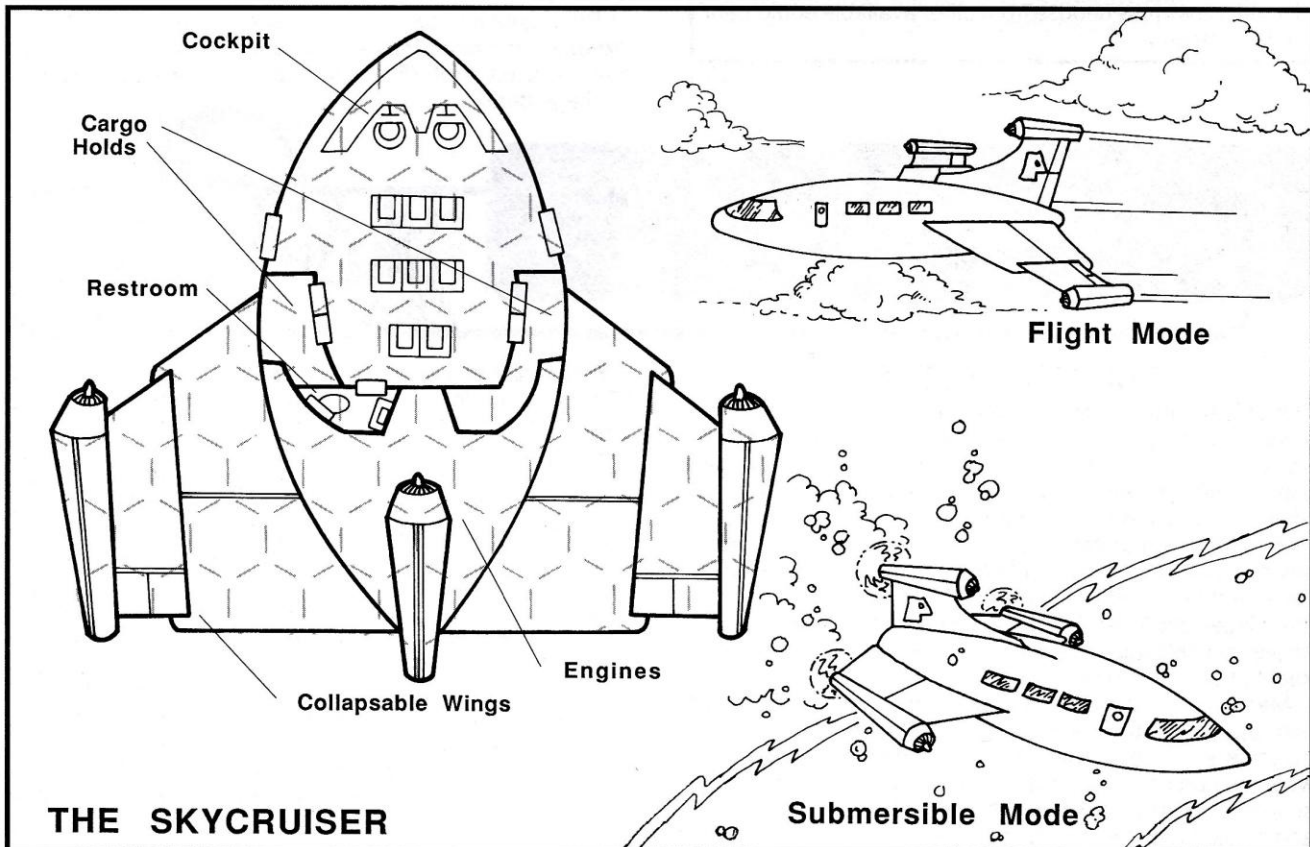 Cockpit
Cargo
Holds
Restroom
Flight Mode
Engines
Collapsable Wings
THE SKYCRUISER
Submersible Mode